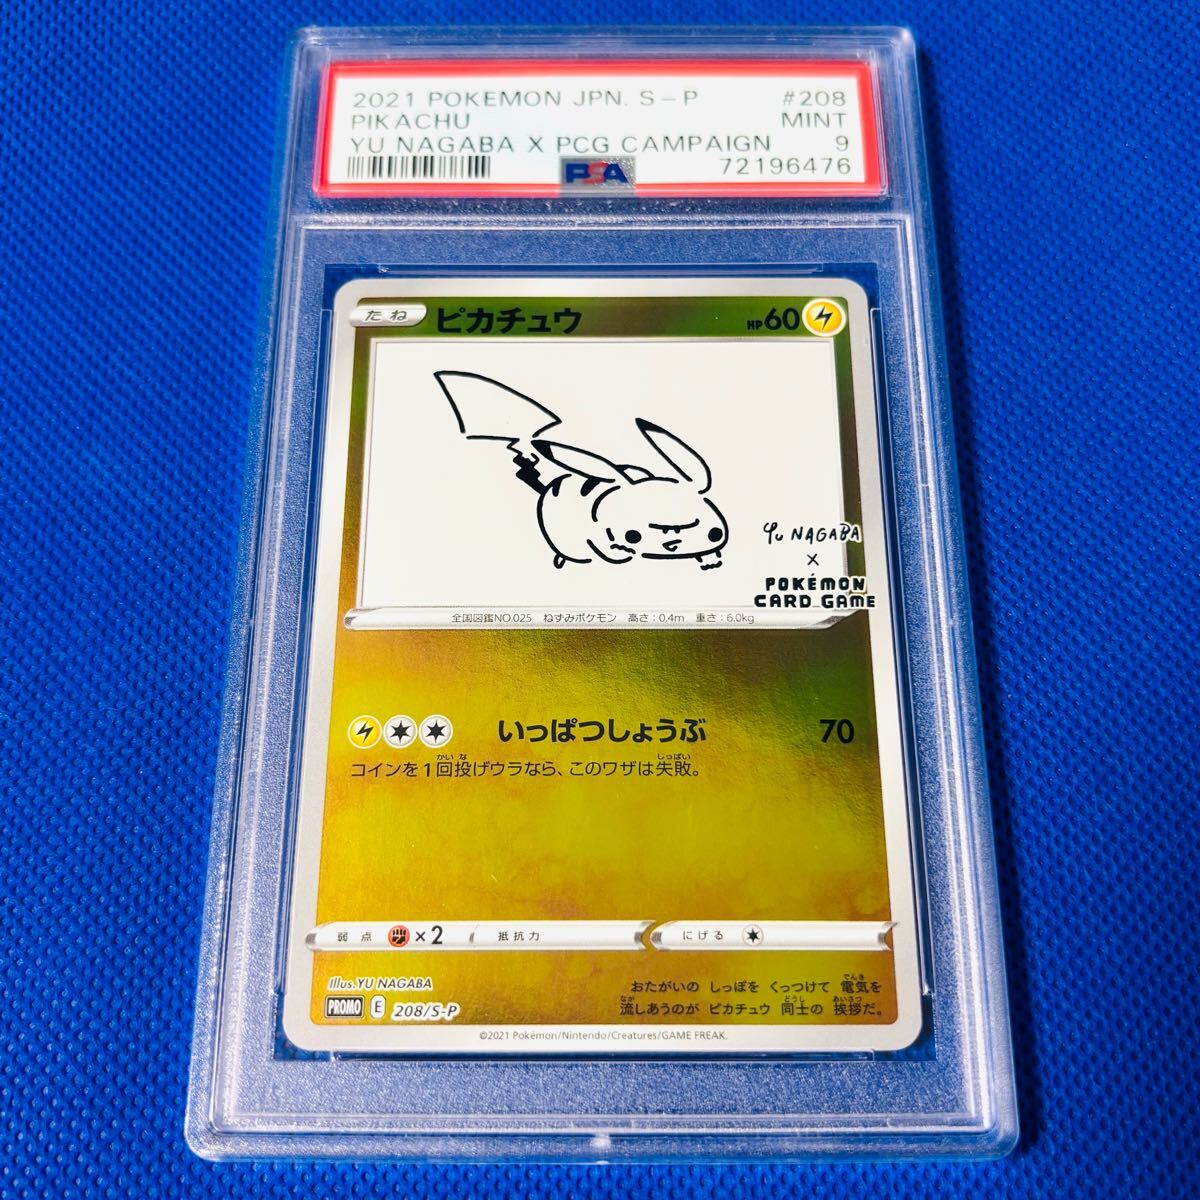 2021 POKEMON JPN. S-P #208
PIKACHU MINT
YU NAGABA X PCG CAMPAIGN 9
PSA 72196476
たね ピカチュウ HP60
Yu NAGABA
×
POKÉMON
CARD GAME
全国図鑑NO.025 ねずみポケモン 高さ:0.4m 重さ:6.0kg
いっぱつしょうぶ 70
コインを1回投げウラなら、このワザは失敗。
弱点 ×2 抵抗力 にげる
Illus.YU NAGABA
PROMO E 208/S-P
おたがいの しっぽを くっつけて 電気を
流しあうのが ピカチュウ 同士の 挨拶だ。
©2021 Pokémon/Nintendo/Creatures/GAME FREAK.